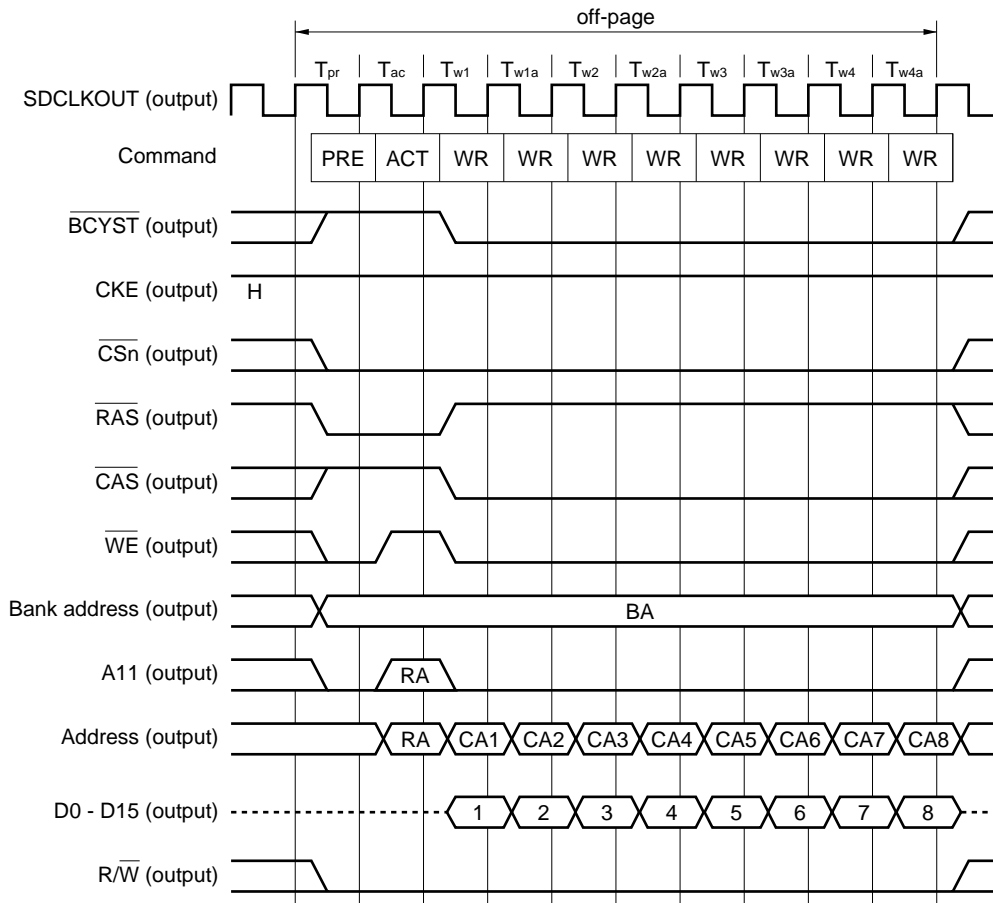 off-page
Tpr Tac Tw1 Tw1a Tw2 Tw2a Tw3 Tw3a Tw4 Tw4a
SDCLKOUT (output)
Command PRE ACT WR WR WR WR WR WR WR WR
BCYST (output)
CKE (output) H
CSn (output)
RAS (output)
CAS (output)
WE (output)
Bank address (output) BA
A11 (output) RA
Address (output) RA CA1 CA2 CA3 CA4 CA5 CA6 CA7 CA8
D0 - D15 (output) 1 2 3 4 5 6 7 8
R/W (output)